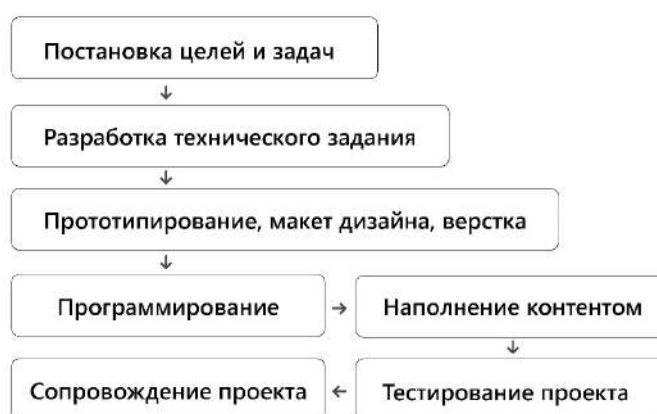 Постановка целей и задач
Разработка технического задания
Прототипирование, макет дизайна, верстка
Программирование
Наполнение контентом
Тестирование проекта
Сопровождение проекта